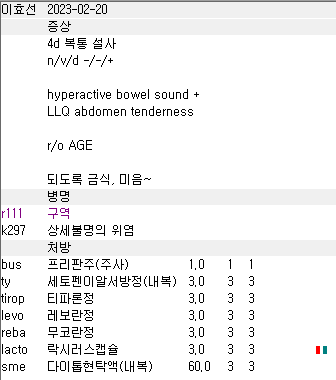 이효선 2023-02-20
증상
4d 복통 설사
n/v/d -/-/+
hyperactive bowel sound +
LLQ abdomen tenderness
r/o AGE
되도록 금식, 미음~
병명
r111 구역
k297 상세불명의 위염
처방
bus 프리판주(주사) 1.0 1 1
ty 세토펜이알서방정(내복) 3.0 3 3
tirop 티파론정 3.0 3 3
levo 레보란정 3.0 3 3
reba 무코란정 3.0 3 3
lacto 락시러스캡슐 3.0 3 3
sme 다이톱현탁액(내복) 60.0 3 3